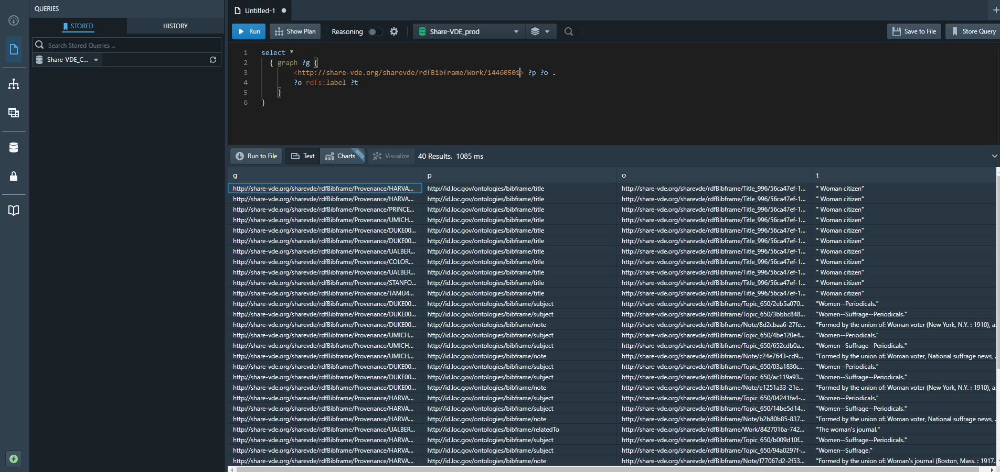 QUERIES
STORED
HISTORY
Search Stored Queries ...
Share-VDE_C...
Untitled-1
Run
Show Plan
Reasoning
Share-VDE_prod
Save to File
Store Query
1 select *
2 { graph ?g {
3 <http://share-vde.org/sharevde/rdfBibframe/Work/14460501> ?p ?o .
4 ?o rdfs:label ?t
5 }
6 }
Run to File
Text
Charts
BETA
Visualize
40 Results, 1085 ms
g p o t
http://share-vde.org/sharevde/rdfBibframe/Provenance/HARVA... http://id.loc.gov/ontologies/bibframe/title http://share-vde.org/sharevde/rdfBibframe/Title_996/56ca47ef-1... " Woman citizen"
http://share-vde.org/sharevde/rdfBibframe/Provenance/HARVA... http://id.loc.gov/ontologies/bibframe/title http://share-vde.org/sharevde/rdfBibframe/Title_996/56ca47ef-1... " Woman citizen"
http://share-vde.org/sharevde/rdfBibframe/Provenance/PRINCE... http://id.loc.gov/ontologies/bibframe/title http://share-vde.org/sharevde/rdfBibframe/Title_996/56ca47ef-1... " Woman citizen"
http://share-vde.org/sharevde/rdfBibframe/Provenance/UMICH... http://id.loc.gov/ontologies/bibframe/title http://share-vde.org/sharevde/rdfBibframe/Title_996/56ca47ef-1... " Woman citizen"
http://share-vde.org/sharevde/rdfBibframe/Provenance/DUKE00... http://id.loc.gov/ontologies/bibframe/title http://share-vde.org/sharevde/rdfBibframe/Title_996/56ca47ef-1... " Woman citizen"
http://share-vde.org/sharevde/rdfBibframe/Provenance/DUKE00... http://id.loc.gov/ontologies/bibframe/title http://share-vde.org/sharevde/rdfBibframe/Title_996/56ca47ef-1... " Woman citizen"
http://share-vde.org/sharevde/rdfBibframe/Provenance/UALBER... http://id.loc.gov/ontologies/bibframe/title http://share-vde.org/sharevde/rdfBibframe/Title_996/56ca47ef-1... " Woman citizen"
http://share-vde.org/sharevde/rdfBibframe/Provenance/COLOR... http://id.loc.gov/ontologies/bibframe/title http://share-vde.org/sharevde/rdfBibframe/Title_996/56ca47ef-1... " Woman citizen"
http://share-vde.org/sharevde/rdfBibframe/Provenance/UALBER... http://id.loc.gov/ontologies/bibframe/title http://share-vde.org/sharevde/rdfBibframe/Title_996/56ca47ef-1... " Woman citizen"
http://share-vde.org/sharevde/rdfBibframe/Provenance/STANFO... http://id.loc.gov/ontologies/bibframe/title http://share-vde.org/sharevde/rdfBibframe/Title_996/56ca47ef-1... " Woman citizen"
http://share-vde.org/sharevde/rdfBibframe/Provenance/TAMU4... http://id.loc.gov/ontologies/bibframe/title http://share-vde.org/sharevde/rdfBibframe/Title_996/56ca47ef-1... " Woman citizen"
http://share-vde.org/sharevde/rdfBibframe/Provenance/DUKE00... http://id.loc.gov/ontologies/bibframe/subject http://share-vde.org/sharevde/rdfBibframe/Topic_650/2eb5a070... "Women--Periodicals."
http://share-vde.org/sharevde/rdfBibframe/Provenance/DUKE00... http://id.loc.gov/ontologies/bibframe/subject http://share-vde.org/sharevde/rdfBibframe/Topic_650/3bbbc848... "Women--Suffrage--Periodicals."
http://share-vde.org/sharevde/rdfBibframe/Provenance/DUKE00... http://id.loc.gov/ontologies/bibframe/note http://share-vde.org/sharevde/rdfBibframe/Note/8d2cbaa6-27fe... "Formed by the union of: Woman voter (New York, N.Y. : 1910), a...
http://share-vde.org/sharevde/rdfBibframe/Provenance/UMICH... http://id.loc.gov/ontologies/bibframe/subject http://share-vde.org/sharevde/rdfBibframe/Topic_650/4be120e4... "Women--Periodicals."
http://share-vde.org/sharevde/rdfBibframe/Provenance/UMICH... http://id.loc.gov/ontologies/bibframe/subject http://share-vde.org/sharevde/rdfBibframe/Topic_650/652cdb0a... "Women--Suffrage--Periodicals."
http://share-vde.org/sharevde/rdfBibframe/Provenance/UMICH... http://id.loc.gov/ontologies/bibframe/note http://share-vde.org/sharevde/rdfBibframe/Note/c24e7643-cd9... "Formed by the union of: Woman voter, National suffrage news, ...
http://share-vde.org/sharevde/rdfBibframe/Provenance/DUKE00... http://id.loc.gov/ontologies/bibframe/subject http://share-vde.org/sharevde/rdfBibframe/Topic_650/03a1830c... "Women--Periodicals."
http://share-vde.org/sharevde/rdfBibframe/Provenance/DUKE00... http://id.loc.gov/ontologies/bibframe/subject http://share-vde.org/sharevde/rdfBibframe/Topic_650/ac119a93... "Women--Suffrage--Periodicals."
http://share-vde.org/sharevde/rdfBibframe/Provenance/DUKE00... http://id.loc.gov/ontologies/bibframe/note http://share-vde.org/sharevde/rdfBibframe/Note/e1251a33-21e... "Formed by the union of: Woman voter (New York, N.Y. : 1910), a...
http://share-vde.org/sharevde/rdfBibframe/Provenance/HARVA... http://id.loc.gov/ontologies/bibframe/subject http://share-vde.org/sharevde/rdfBibframe/Topic_650/04241fa4-... "Women--Periodicals."
http://share-vde.org/sharevde/rdfBibframe/Provenance/HARVA... http://id.loc.gov/ontologies/bibframe/subject http://share-vde.org/sharevde/rdfBibframe/Topic_650/14be5d14... "Women--Suffrage--Periodicals."
http://share-vde.org/sharevde/rdfBibframe/Provenance/HARVA... http://id.loc.gov/ontologies/bibframe/note http://share-vde.org/sharevde/rdfBibframe/Note/b2b80b85-837... "Formed by the union of: Woman voter, National suffrage news, ...
http://share-vde.org/sharevde/rdfBibframe/Provenance/UALBER... http://id.loc.gov/ontologies/bibframe/relatedTo http://share-vde.org/sharevde/rdfBibframe/Work/8427016a-742... "The woman's journal."
http://share-vde.org/sharevde/rdfBibframe/Provenance/HARVA... http://id.loc.gov/ontologies/bibframe/subject http://share-vde.org/sharevde/rdfBibframe/Topic_650/b009d10f... "Women--Suffrage--Periodicals."
http://share-vde.org/sharevde/rdfBibframe/Provenance/HARVA... http://id.loc.gov/ontologies/bibframe/subject http://share-vde.org/sharevde/rdfBibframe/Topic_650/94a0297f-... "Women--Suffrage."
http://share-vde.org/sharevde/rdfBibframe/Provenance/HARVA... http://id.loc.gov/ontologies/bibframe/note http://share-vde.org/sharevde/rdfBibframe/Note/f77067d2-2f53... "Formed by the union of: Woman's journal (Boston, Mass. : 1917...